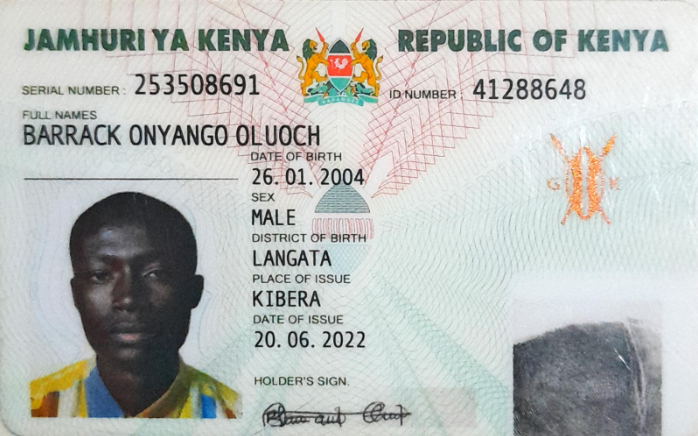 JAMHURI YA KENYA REPUBLIC OF KENYA
SERIAL NUMBER: 253508691 ID NUMBER: 41288648
FULL NAMES
BARRACK ONYANGO OLUOCH
DATE OF BIRTH
26. 01. 2004
SEX
MALE
DISTRICT OF BIRTH
LANGATA
PLACE OF ISSUE
KIBERA
DATE OF ISSUE
20. 06. 2022
HOLDER'S SIGN.